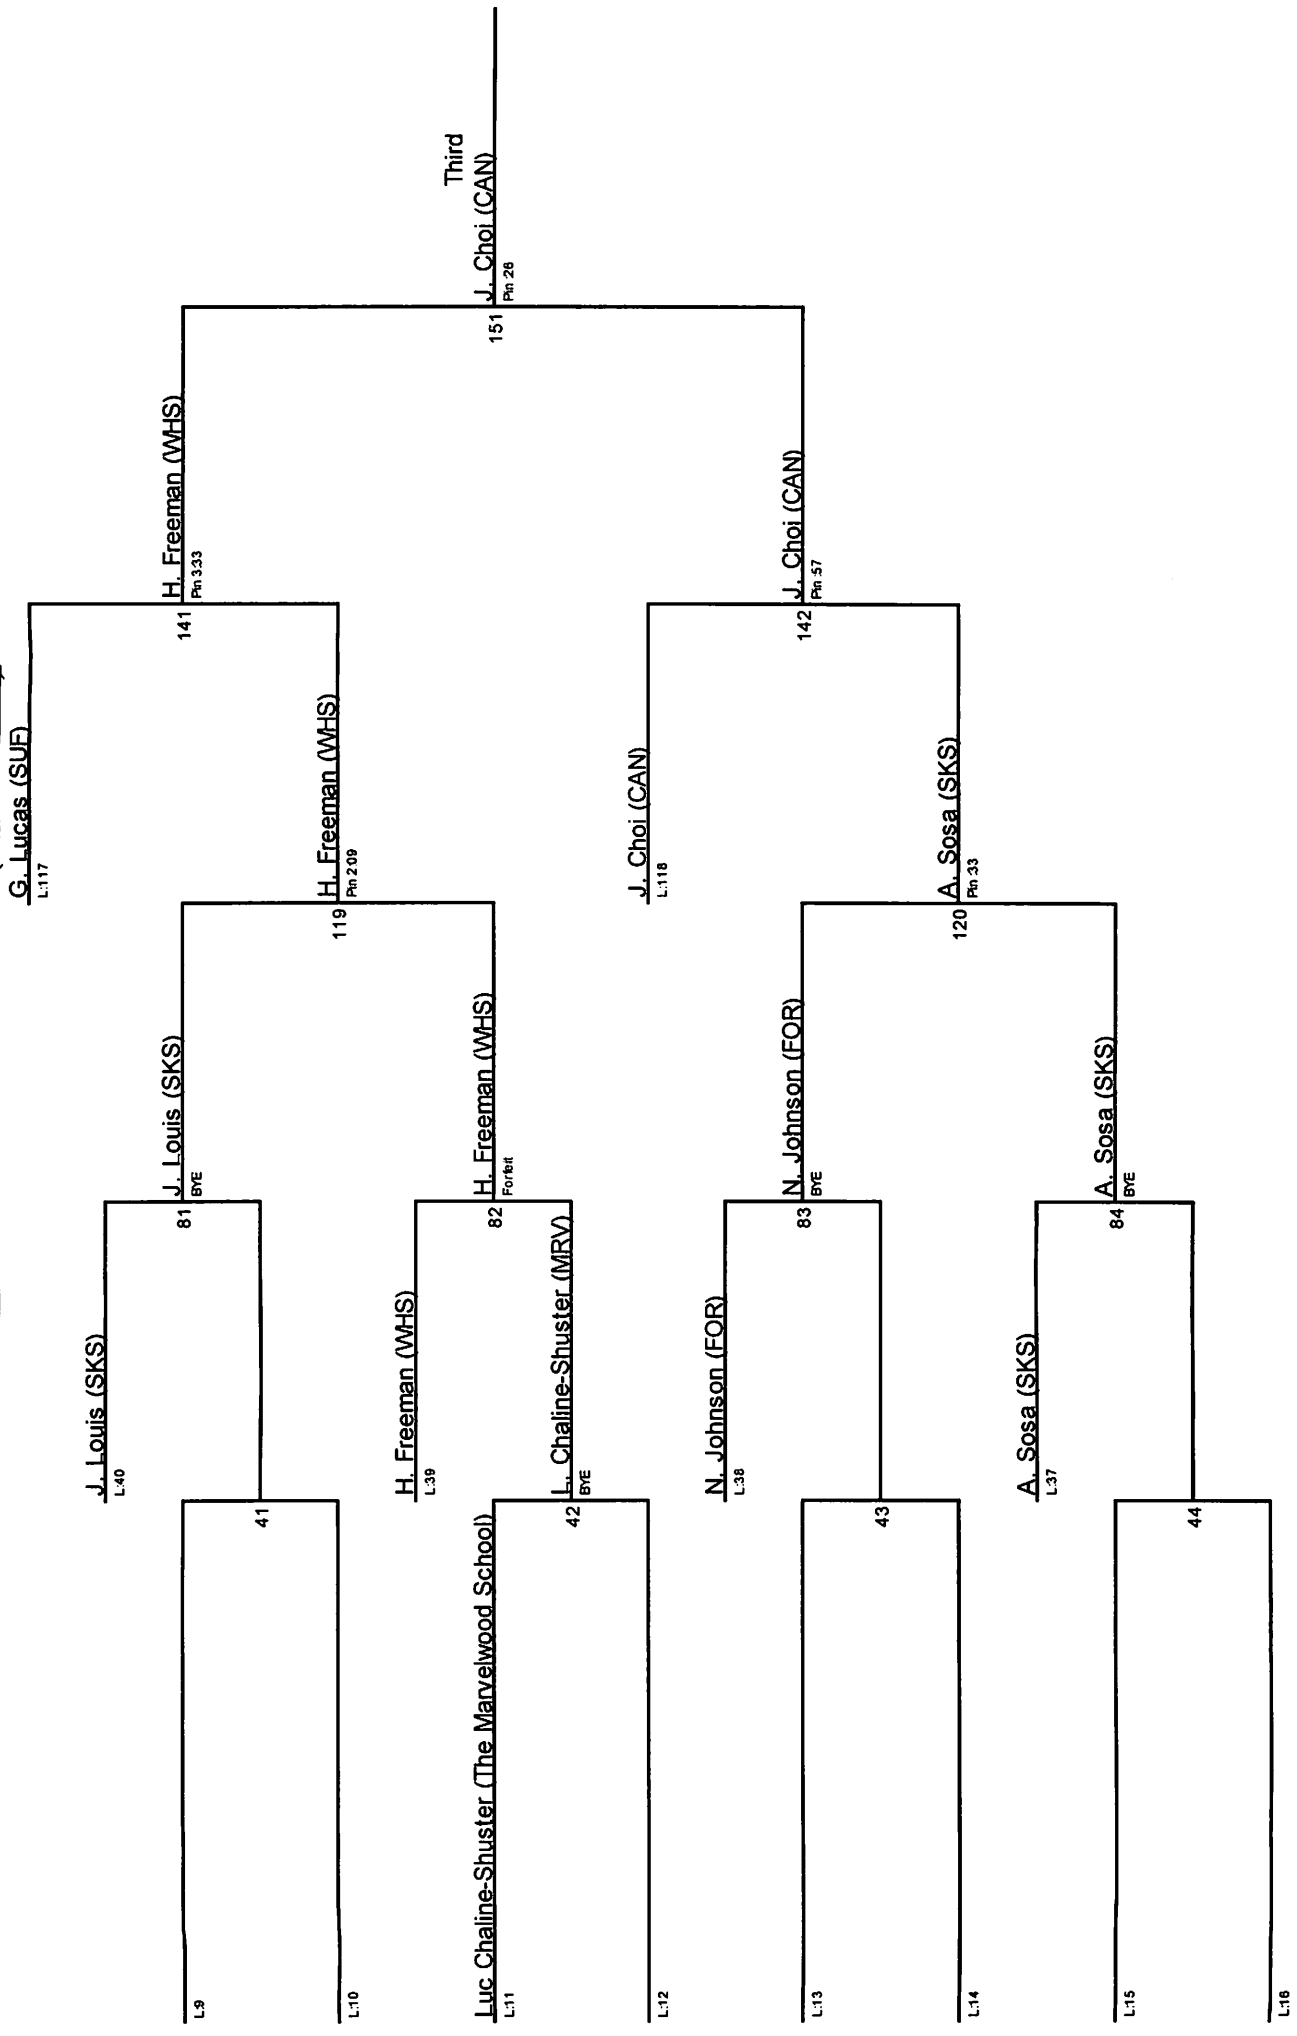 L:9
L:10
Luc Chaline-Shuster (The Marvelwood School)
L:11
L:12
L:13
L:14
L:15
L:16
J. Louis (SKS)
L:40
41
H. Freeman (WHS)
L:39
L. Chaline-Shuster (MRV)
BYE
42
N. Johnson (FOR)
L:38
43
A. Sosa (SKS)
L:37
44
J. Louis (SKS)
BYE
81
H. Freeman (WHS)
Forfeit
82
N. Johnson (FOR)
BYE
83
A. Sosa (SKS)
BYE
84
G. Lucas (SUF)
L:117
H. Freeman (WHS)
Pin 2:09
119
J. Choi (CAN)
L:118
A. Sosa (SKS)
Pin :33
120
H. Freeman (WHS)
Pin 3:33
141
J. Choi (CAN)
Pin :57
142
Third
J. Choi (CAN)
Pin :26
151